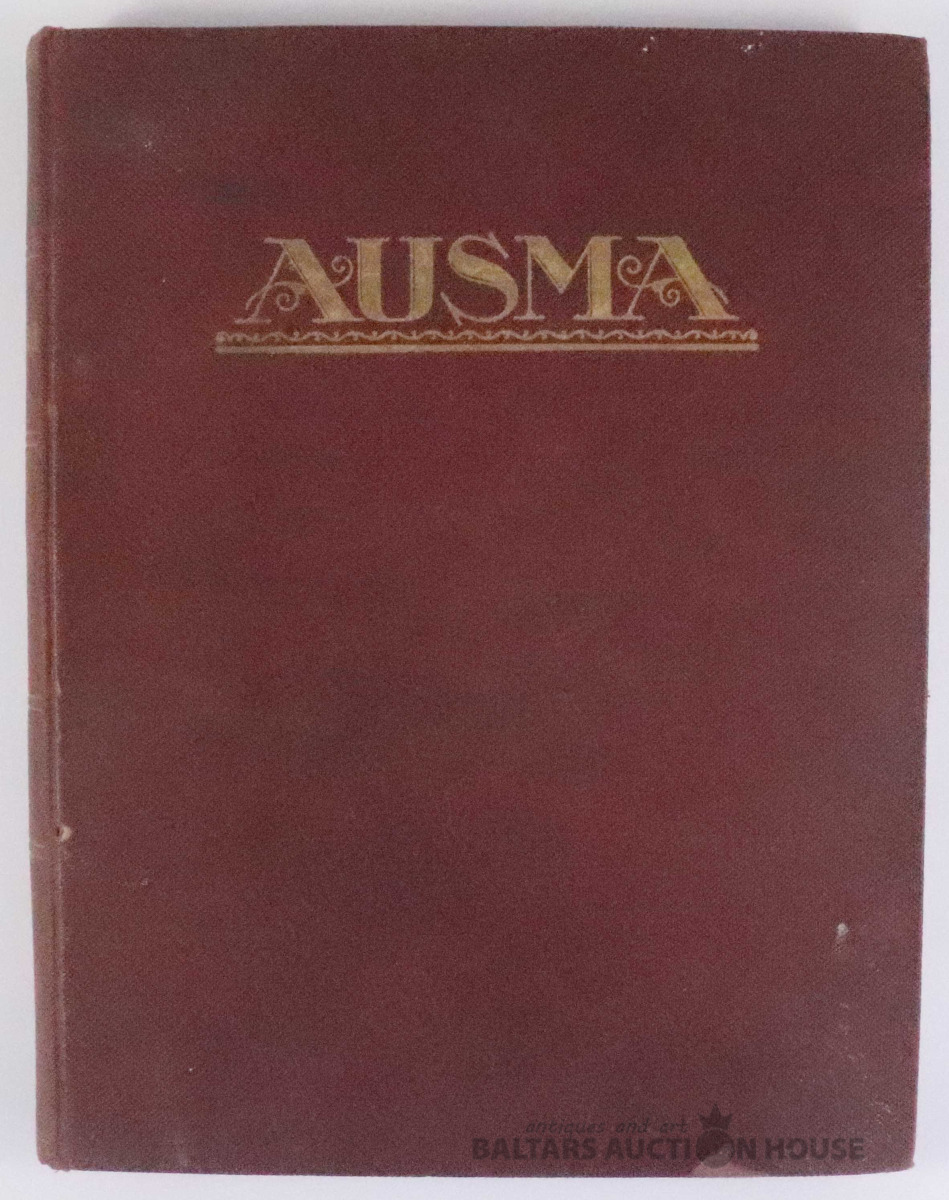 AUSMA
antiques and art
BALTARS AUCTION HOUSE